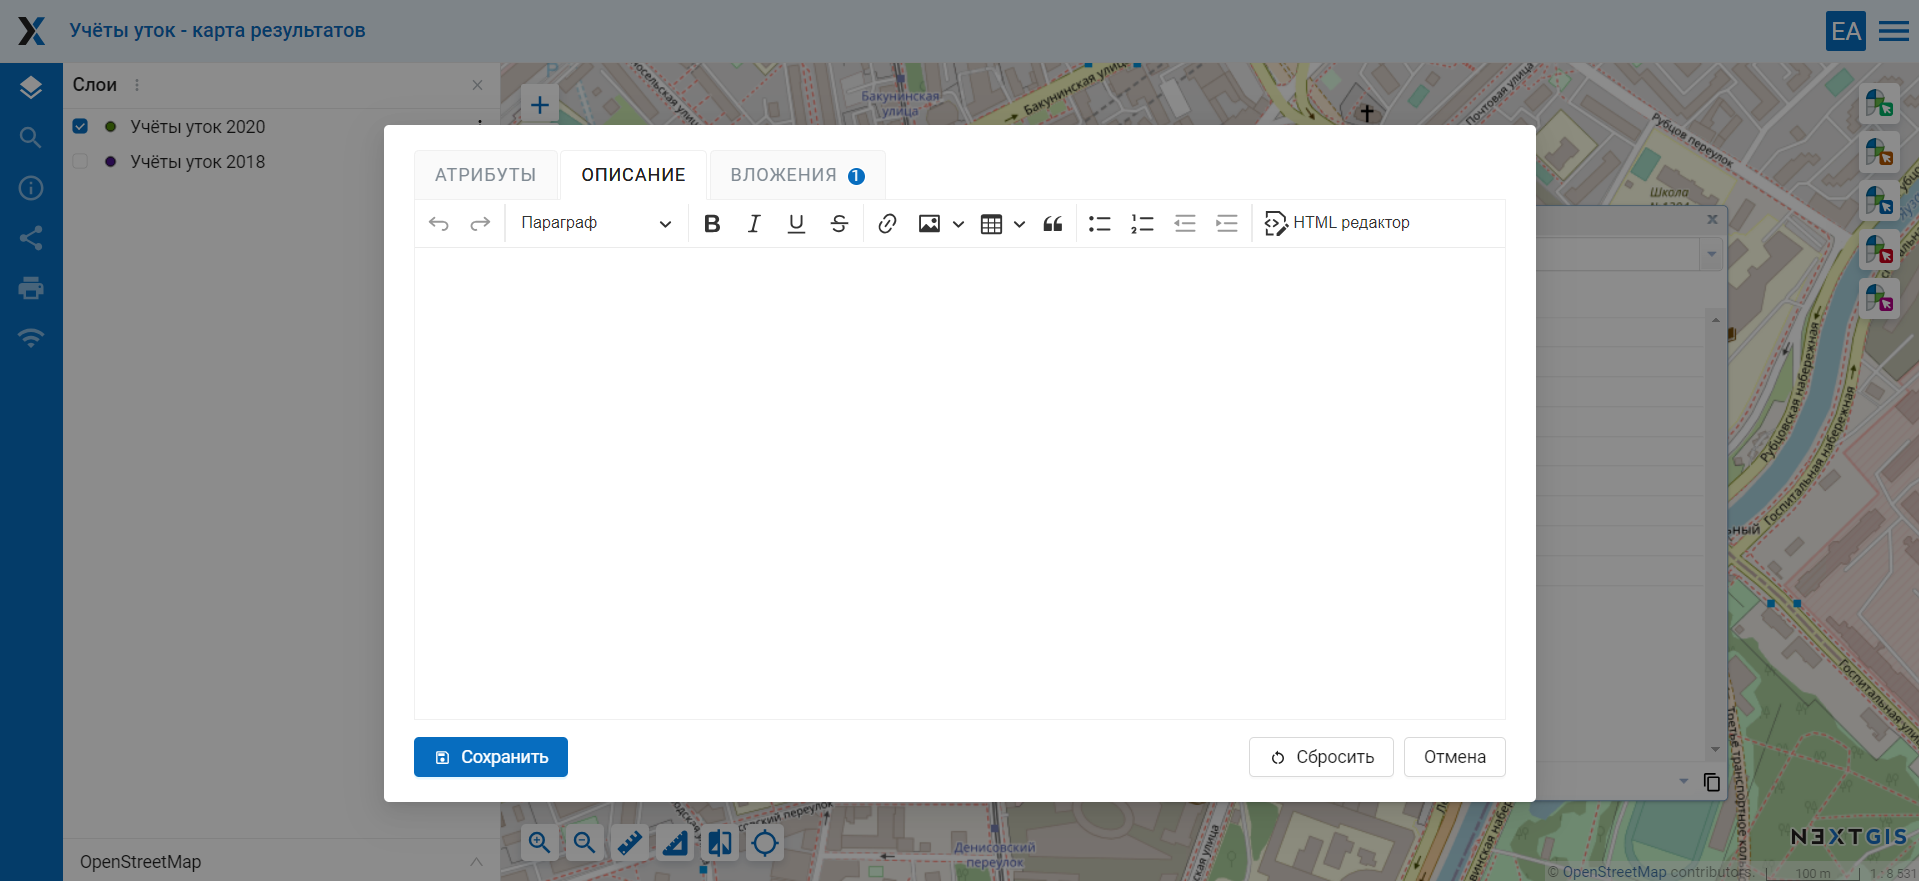 Учёты уток - карта результатов
EA
Слои
Учёты уток 2020
Учёты уток 2018
OpenStreetMap
АТРИБУТЫ
ОПИСАНИЕ
ВЛОЖЕНИЯ 1
Параграф
HTML редактор
Сохранить
Сбросить
Отмена
Бакунинская
улица
Бакунинская улица
Почтовая улица
Рубцов переулок
Школа
Рубцовская набережная
Госпитальная набережная
Денисовский
переулок
NEXTGIS
© OpenStreetMap contributors.
100 m
1 : 8 531